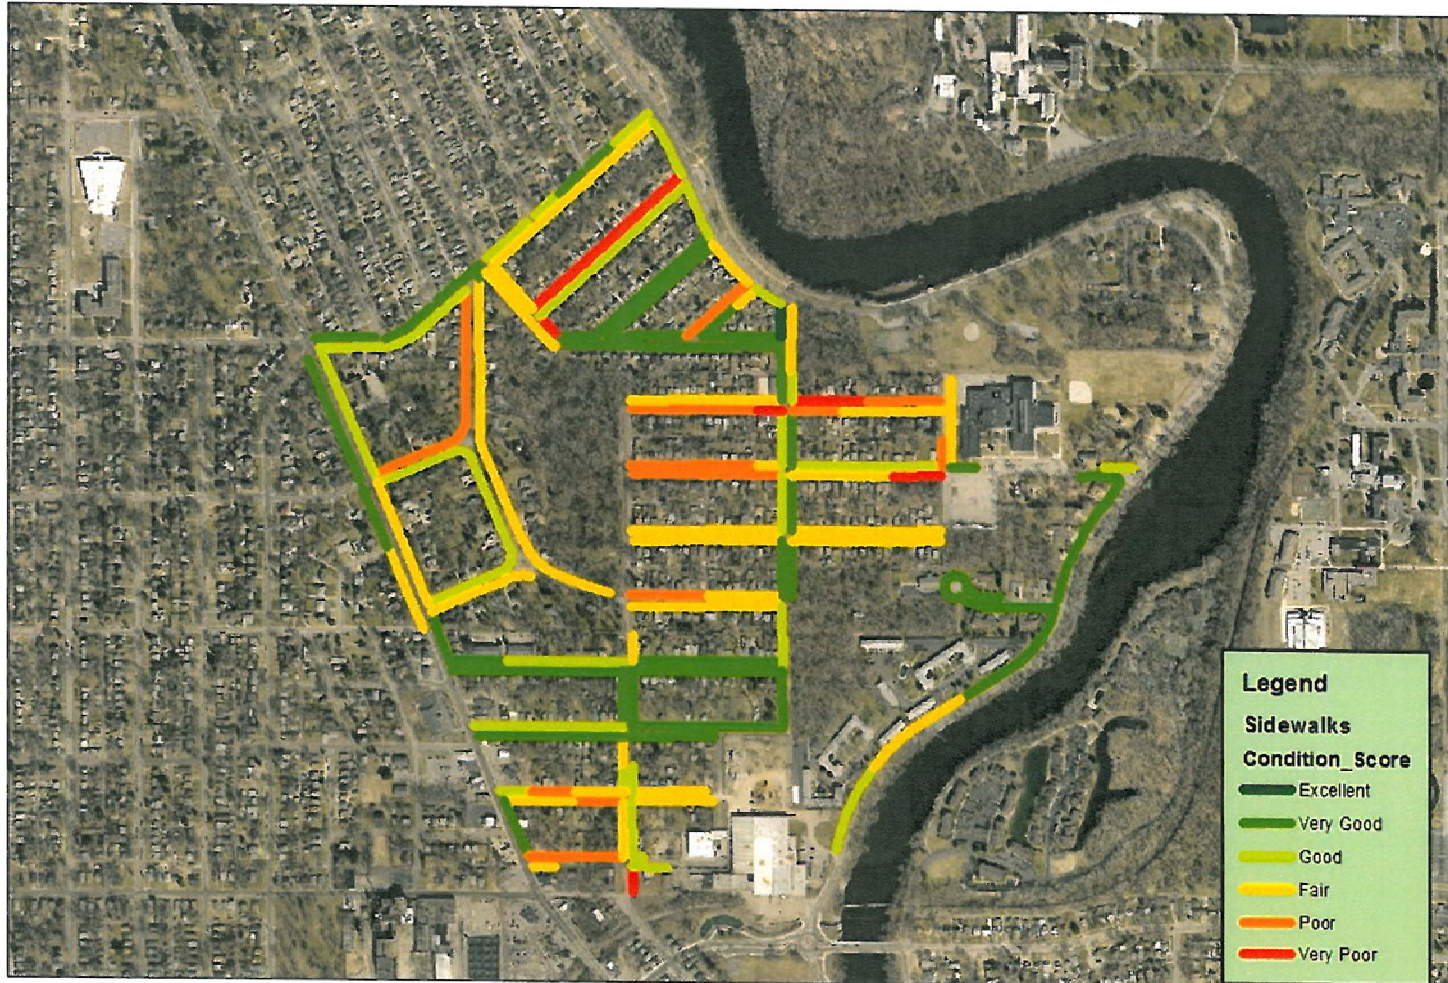 Legend
Sidewalks
Condition_Score
Excellent
Very Good
Good
Fair
Poor
Very Poor